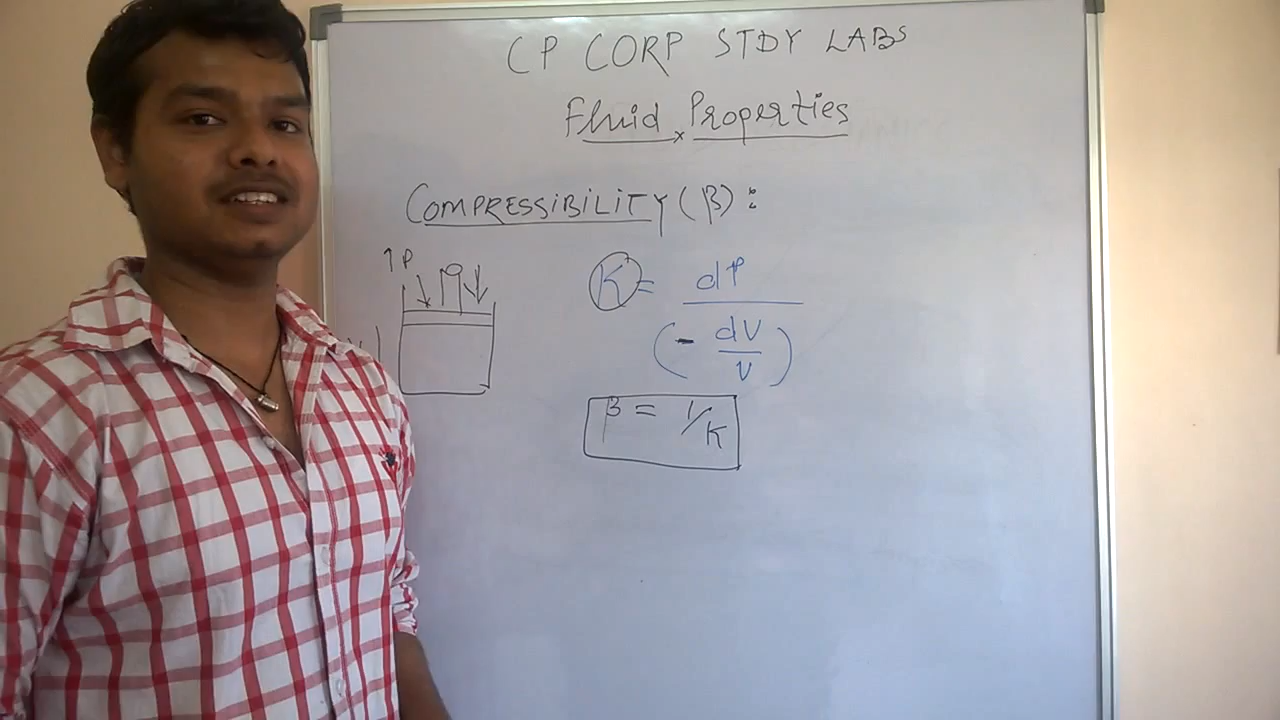 CP CORP STDY LABS
Fluid Properties
COMPRESSIBILITY (β) :
↑P
K = dP
(- dV
V )
β = 1/K